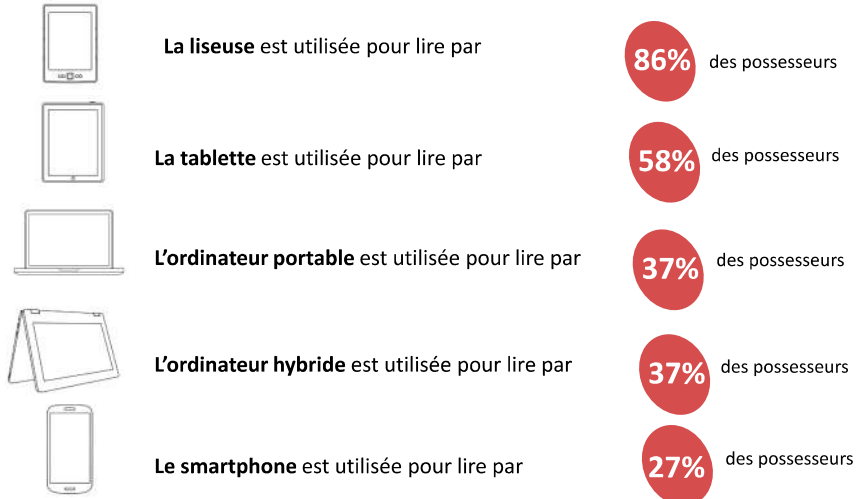 La liseuse est utilisée pour lire par 86% des possesseurs
La tablette est utilisée pour lire par 58% des possesseurs
L'ordinateur portable est utilisée pour lire par 37% des possesseurs
L'ordinateur hybride est utilisée pour lire par 37% des possesseurs
Le smartphone est utilisée pour lire par 27% des possesseurs